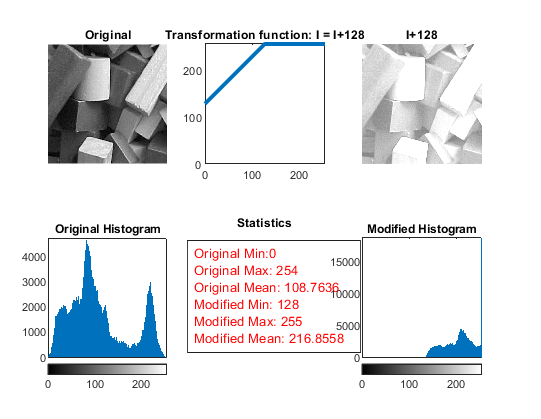 Original
Transformation function: I = I+128
I+128
200
100
0
0
100
200
Original Histogram
4000
3000
2000
1000
0
0
100
200
Statistics
Original Min:0
Original Max: 254
Original Mean: 108.7636
Modified Min: 128
Modified Max: 255
Modified Mean: 216.8558
Modified Histogram
15000
10000
5000
0
0
100
200